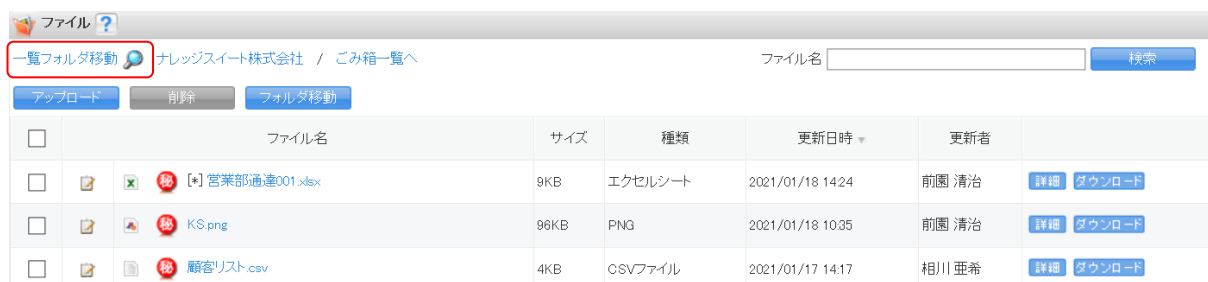 ファイル ?
一覧フォルダ移動 ナレッジスイート株式会社 / ごみ箱一覧へ ファイル名 検索
アップロード 削除 フォルダ移動
ファイル名 サイズ 種類 更新日時 更新者
秘 [*] 営業部通達001.xlsx 9KB エクセルシート 2021/01/18 14:24 前園 清治 詳細 ダウンロード
秘 KS.png 96KB PNG 2021/01/18 10:35 前園 清治 詳細 ダウンロード
秘 顧客リスト.csv 4KB CSVファイル 2021/01/17 14:17 相川 亜希 詳細 ダウンロード